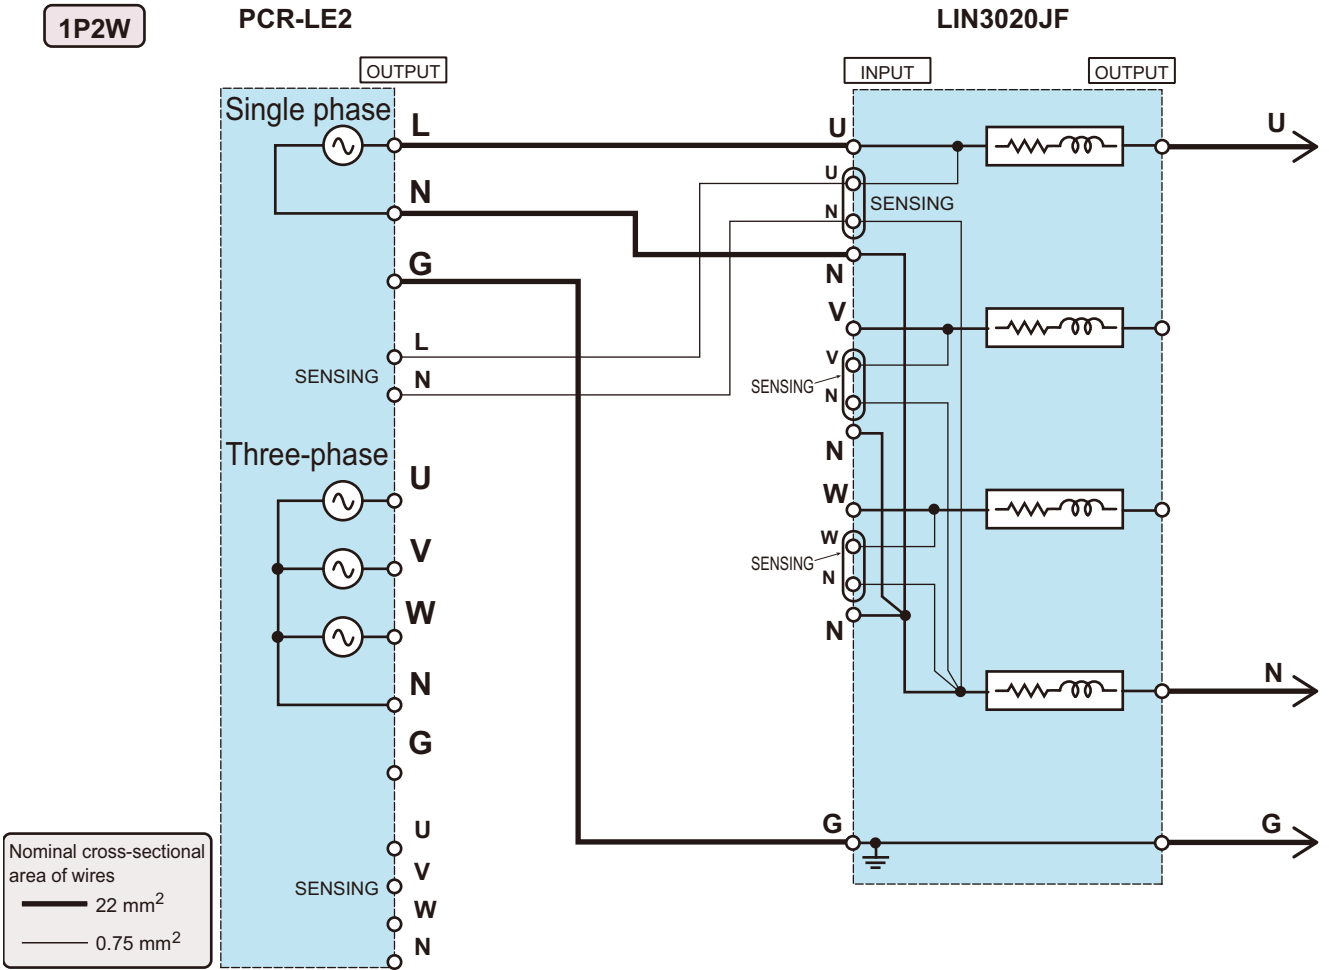 1P2W
PCR-LE2
LIN3020JF
OUTPUT
Single phase
L
N
G
L
SENSING
N
Three-phase
U
V
W
N
G
U
V
SENSING
W
N
INPUT
OUTPUT
U
U
SENSING
N
N
V
V
SENSING
N
N
W
W
SENSING
N
N
G
U
N
G
Nominal cross-sectional
area of wires
22 mm²
0.75 mm²